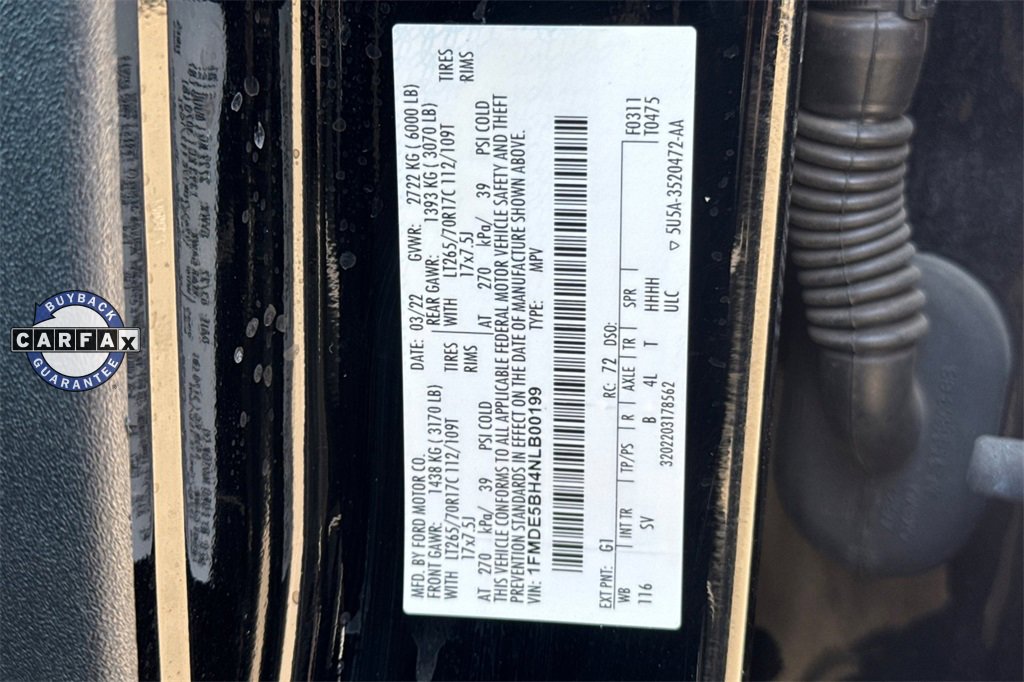 BUYBACK
CARFAX
GUARANTEE
MFD. BY FORD MOTOR CO. DATE: 03/22 GVWR: 2722 KG ( 6000 LB)
FRONT GAWR: 1438 KG ( 3170 LB) REAR GAWR: 1393 KG ( 3070 LB)
WITH LT265/70R17C 112/109T TIRES WITH LT265/70R17C 112/109T TIRES
17x7.5J RIMS 17x7.5J RIMS
AT 270 kPa/ 39 PSI COLD AT 270 kPa/ 39 PSI COLD
THIS VEHICLE CONFORMS TO ALL APPLICABLE FEDERAL MOTOR VEHICLE SAFETY AND THEFT
PREVENTION STANDARDS IN EFFECT ON THE DATE OF MANUFACTURE SHOWN ABOVE.
VIN: 1FMDE5BH4NLB00199 TYPE: MPV
EXT PNT: G1 RC: 72 DSO: F0311
WB INT TR TP/PS R AXLE TR SPR T0475
116 SV B 4L T HHHH
3202203178562 ULC ▽ 5U5A-3520472-AA